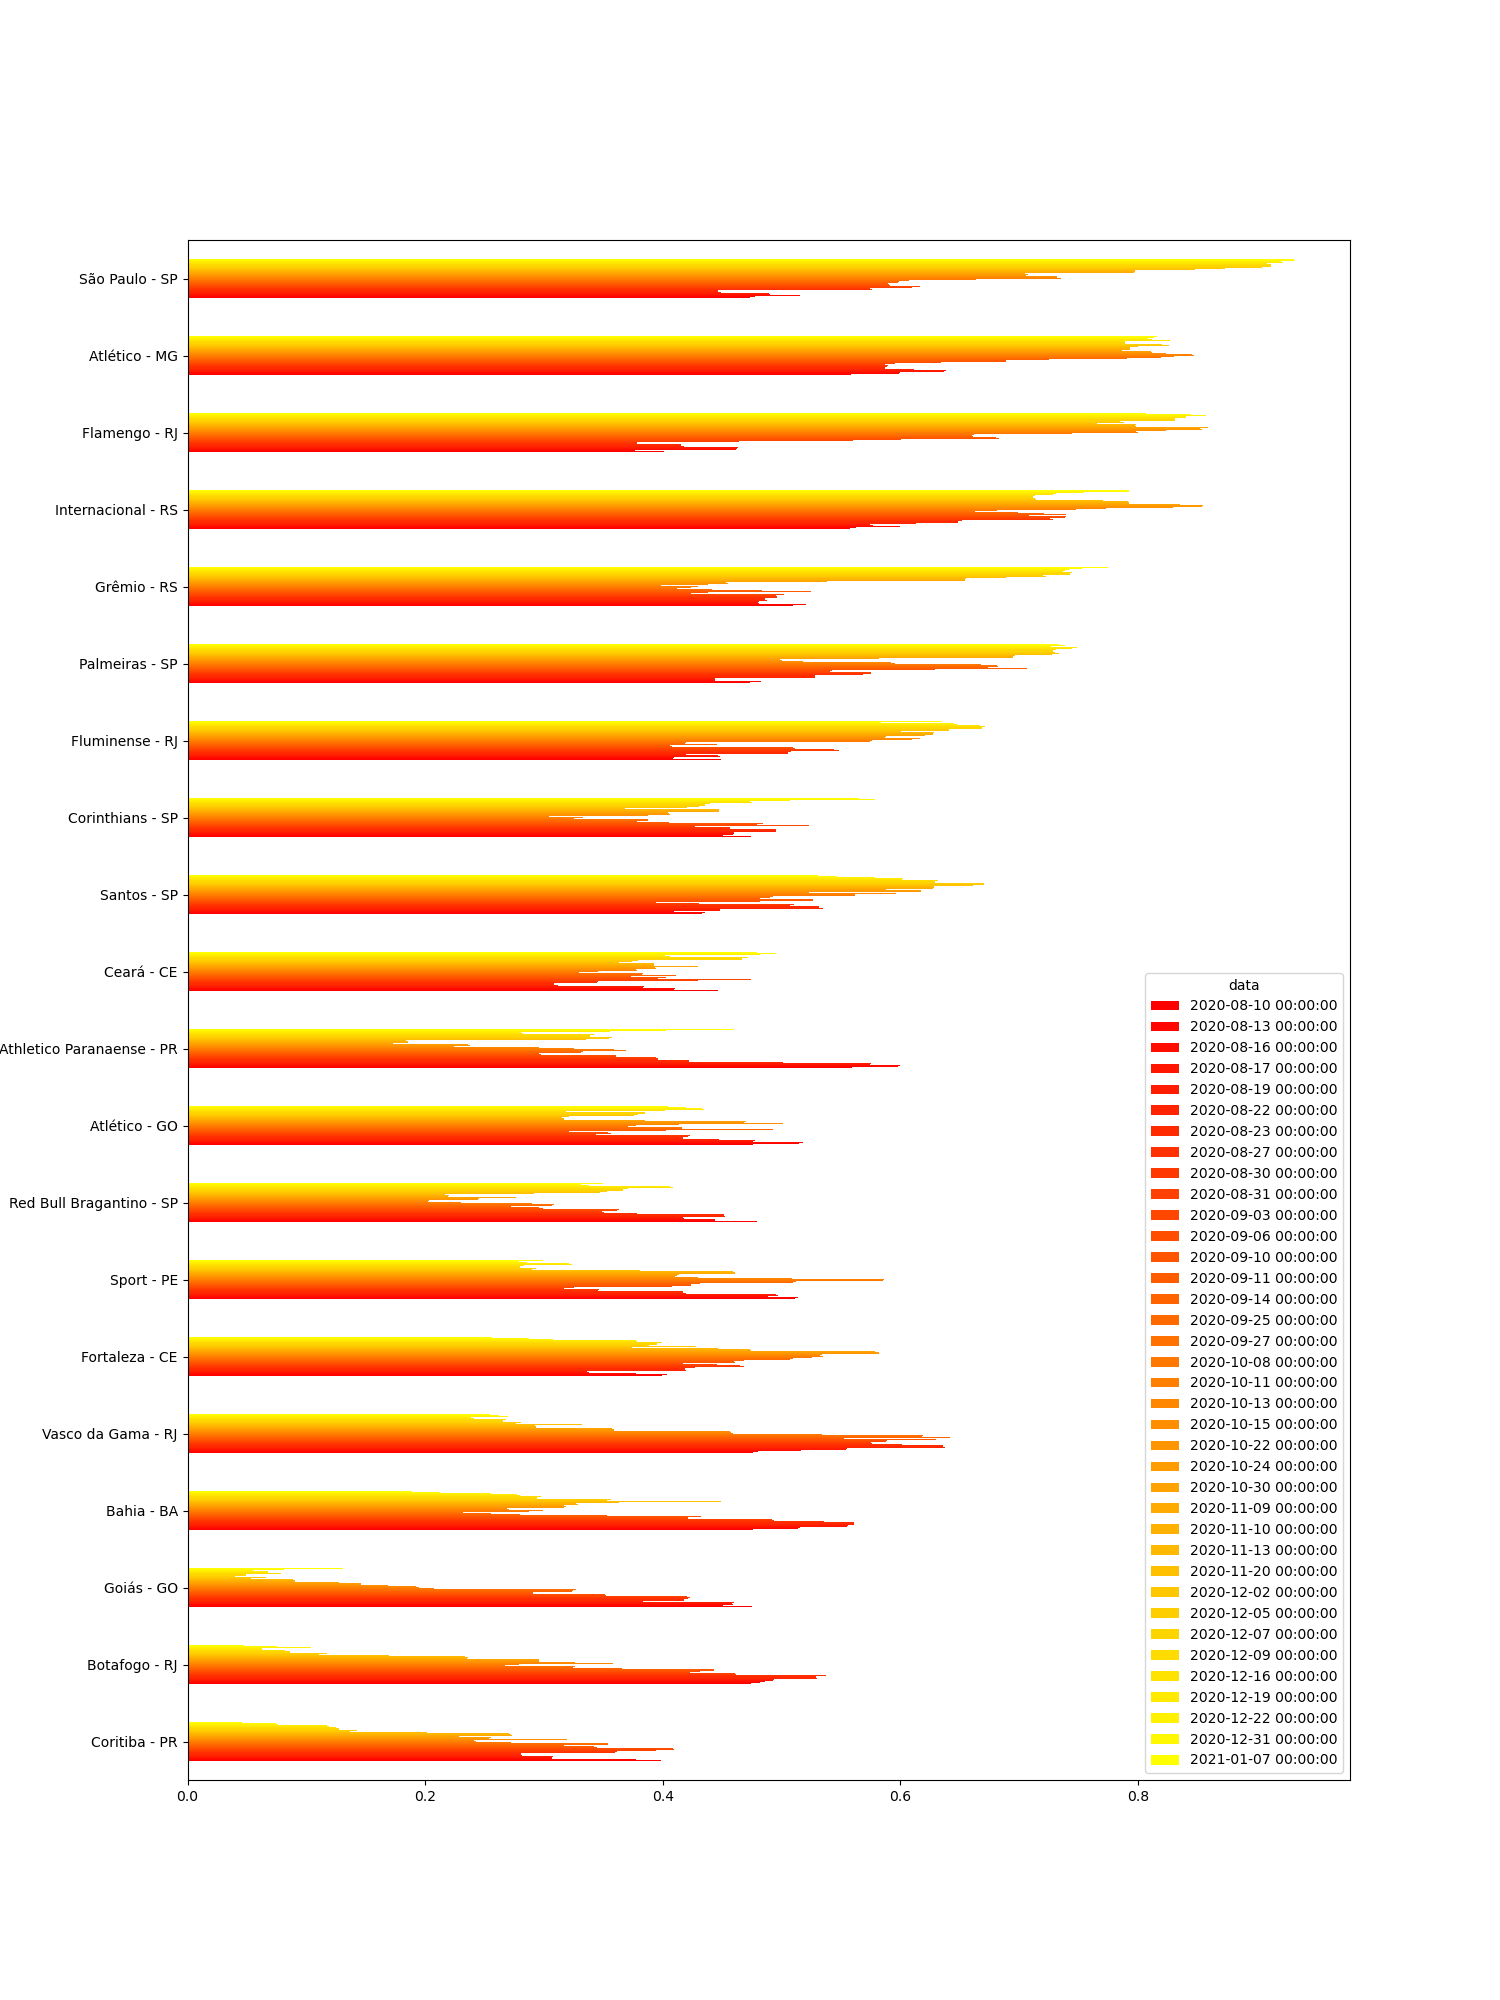 São Paulo - SP
Atlético - MG
Flamengo - RJ
Internacional - RS
Grêmio - RS
Palmeiras - SP
Fluminense - RJ
Corinthians - SP
Santos - SP
Ceará - CE
Athletico Paranaense - PR
Atlético - GO
Red Bull Bragantino - SP
Sport - PE
Fortaleza - CE
Vasco da Gama - RJ
Bahia - BA
Goiás - GO
Botafogo - RJ
Coritiba - PR
0.0 0.2 0.4 0.6 0.8
data
2020-08-10 00:00:00
2020-08-13 00:00:00
2020-08-16 00:00:00
2020-08-17 00:00:00
2020-08-19 00:00:00
2020-08-22 00:00:00
2020-08-23 00:00:00
2020-08-27 00:00:00
2020-08-30 00:00:00
2020-08-31 00:00:00
2020-09-03 00:00:00
2020-09-06 00:00:00
2020-09-10 00:00:00
2020-09-11 00:00:00
2020-09-14 00:00:00
2020-09-25 00:00:00
2020-09-27 00:00:00
2020-10-08 00:00:00
2020-10-11 00:00:00
2020-10-13 00:00:00
2020-10-15 00:00:00
2020-10-22 00:00:00
2020-10-24 00:00:00
2020-10-30 00:00:00
2020-11-09 00:00:00
2020-11-10 00:00:00
2020-11-13 00:00:00
2020-11-20 00:00:00
2020-12-02 00:00:00
2020-12-05 00:00:00
2020-12-07 00:00:00
2020-12-09 00:00:00
2020-12-16 00:00:00
2020-12-19 00:00:00
2020-12-22 00:00:00
2020-12-31 00:00:00
2021-01-07 00:00:00